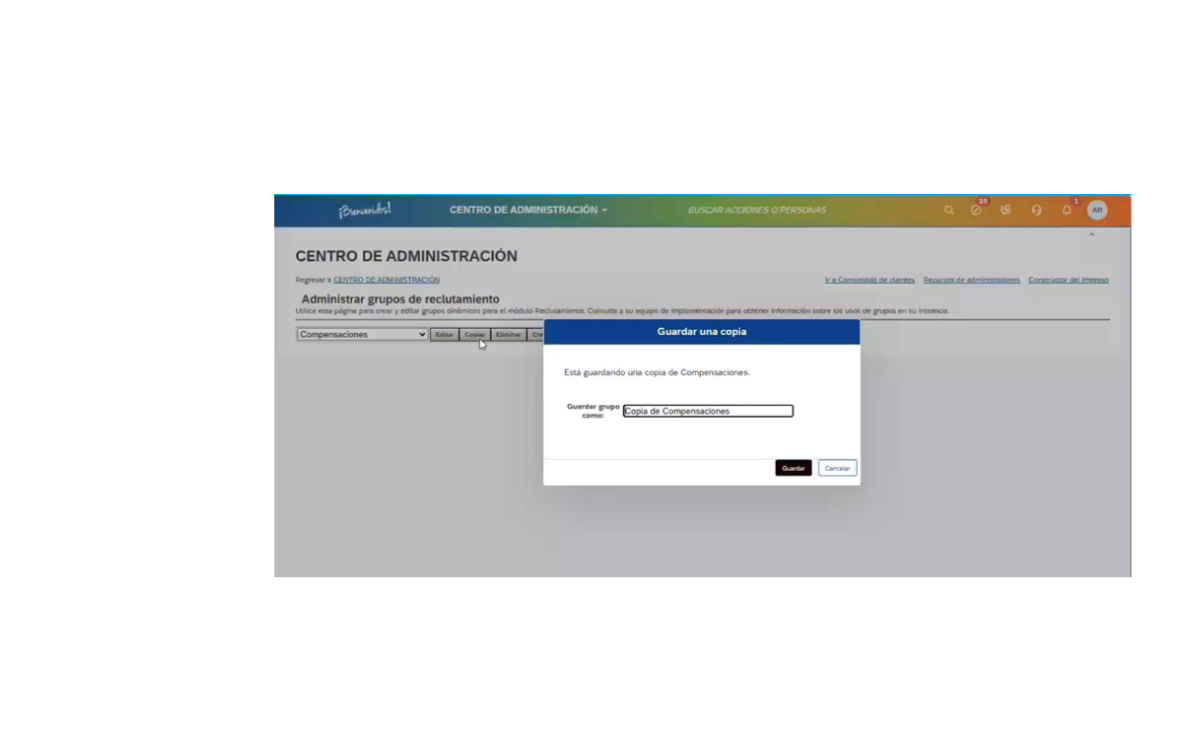 ¡Bienvenidos!
CENTRO DE ADMINISTRACIÓN
BUSCAR ACCIONES O PERSONAS
10
1
AR
CENTRO DE ADMINISTRACIÓN
Regresar a CENTRO DE ADMINISTRACIÓN
Ir a Comunidad de clientes Recursos de administradores Constructor del impreso
Administrar grupos de reclutamiento
Utilice esta página para crear y editar grupos dinámicos para el módulo Reclutamiento. Consulte a su equipo de implementación para obtener información sobre los usos de grupos en su instancia.
Compensaciones Editar Copiar Eliminar Cre
Guardar una copia
Está guardando una copia de Compensaciones.
Guardar grupo
como:
Copia de Compensaciones
Guardar Cancelar